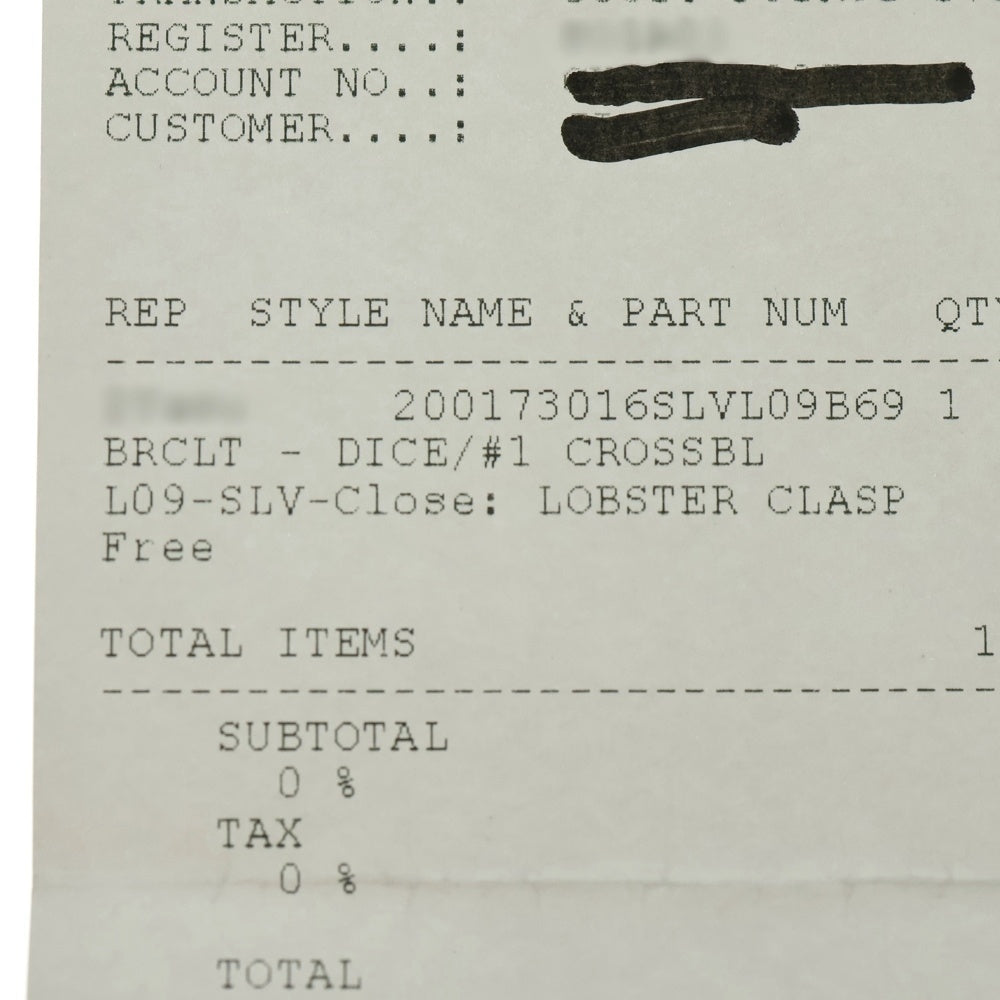 REGISTER....:
ACCOUNT NO..:
CUSTOMER....:
REP STYLE NAME & PART NUM QTY
--------------------------------
200173016SLVL09B69 1
BRCLT - DICE/#1 CROSSBL
L09-SLV-Close: LOBSTER CLASP
Free
TOTAL ITEMS 1
--------------------------------
SUBTOTAL
0 %
TAX
0 %
TOTAL